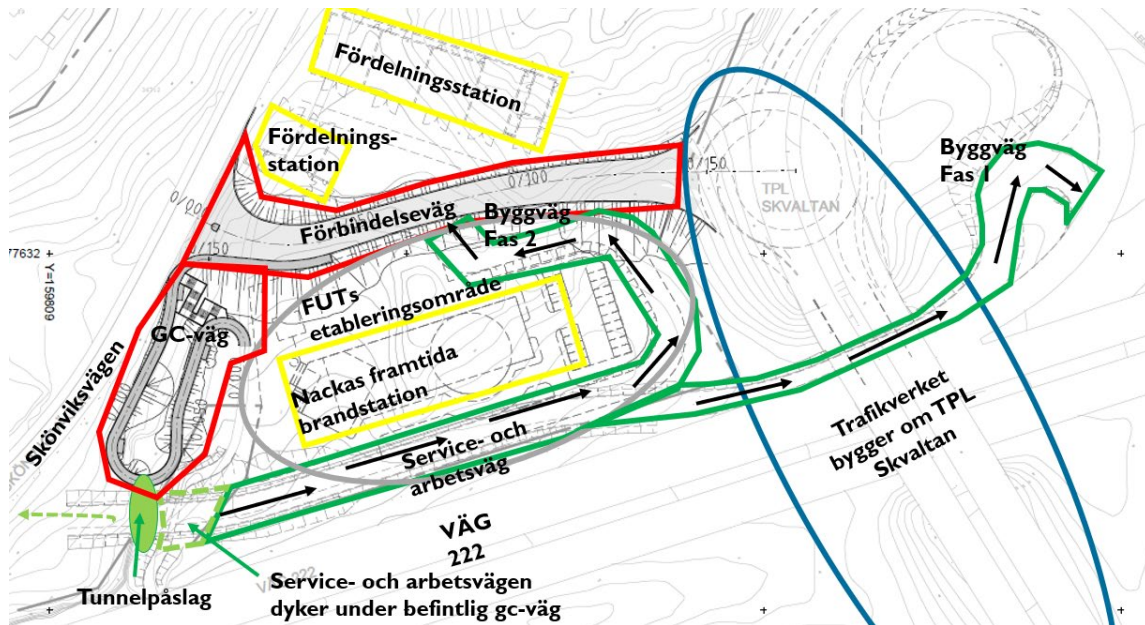 Fördelningsstation
Fördelnings-
station
Byggväg
Fas 1
0/150
TPL
SKVALTAN
0/100
Förbindelseväg
Byggväg
Fas 2
0/150
77632
Y=159809
FUTs
etableringsområde
GC-väg
Skönviksvägen
Nackas framtida
brandstation
Service- och
arbetsväg
Trafikverket
bygger om TPL
Skvaltan
VÄG
222
Tunnelpåslag
Service- och arbetsvägen
dyker under befintlig gc-väg